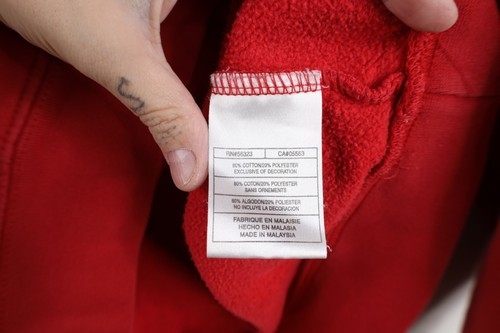 RN#56323 CA#05553
80% COTTON/20% POLYESTER
EXCLUSIVE OF DECORATION
80% COTON/20% POLYESTER
SANS ORNEMENTS
80% ALGODON/20% POLYESTER
NO INCLUYE LA DECORACION
FABRIQUE EN MALAISIE
HECHO EN MALASIA
MADE IN MALAYSIA